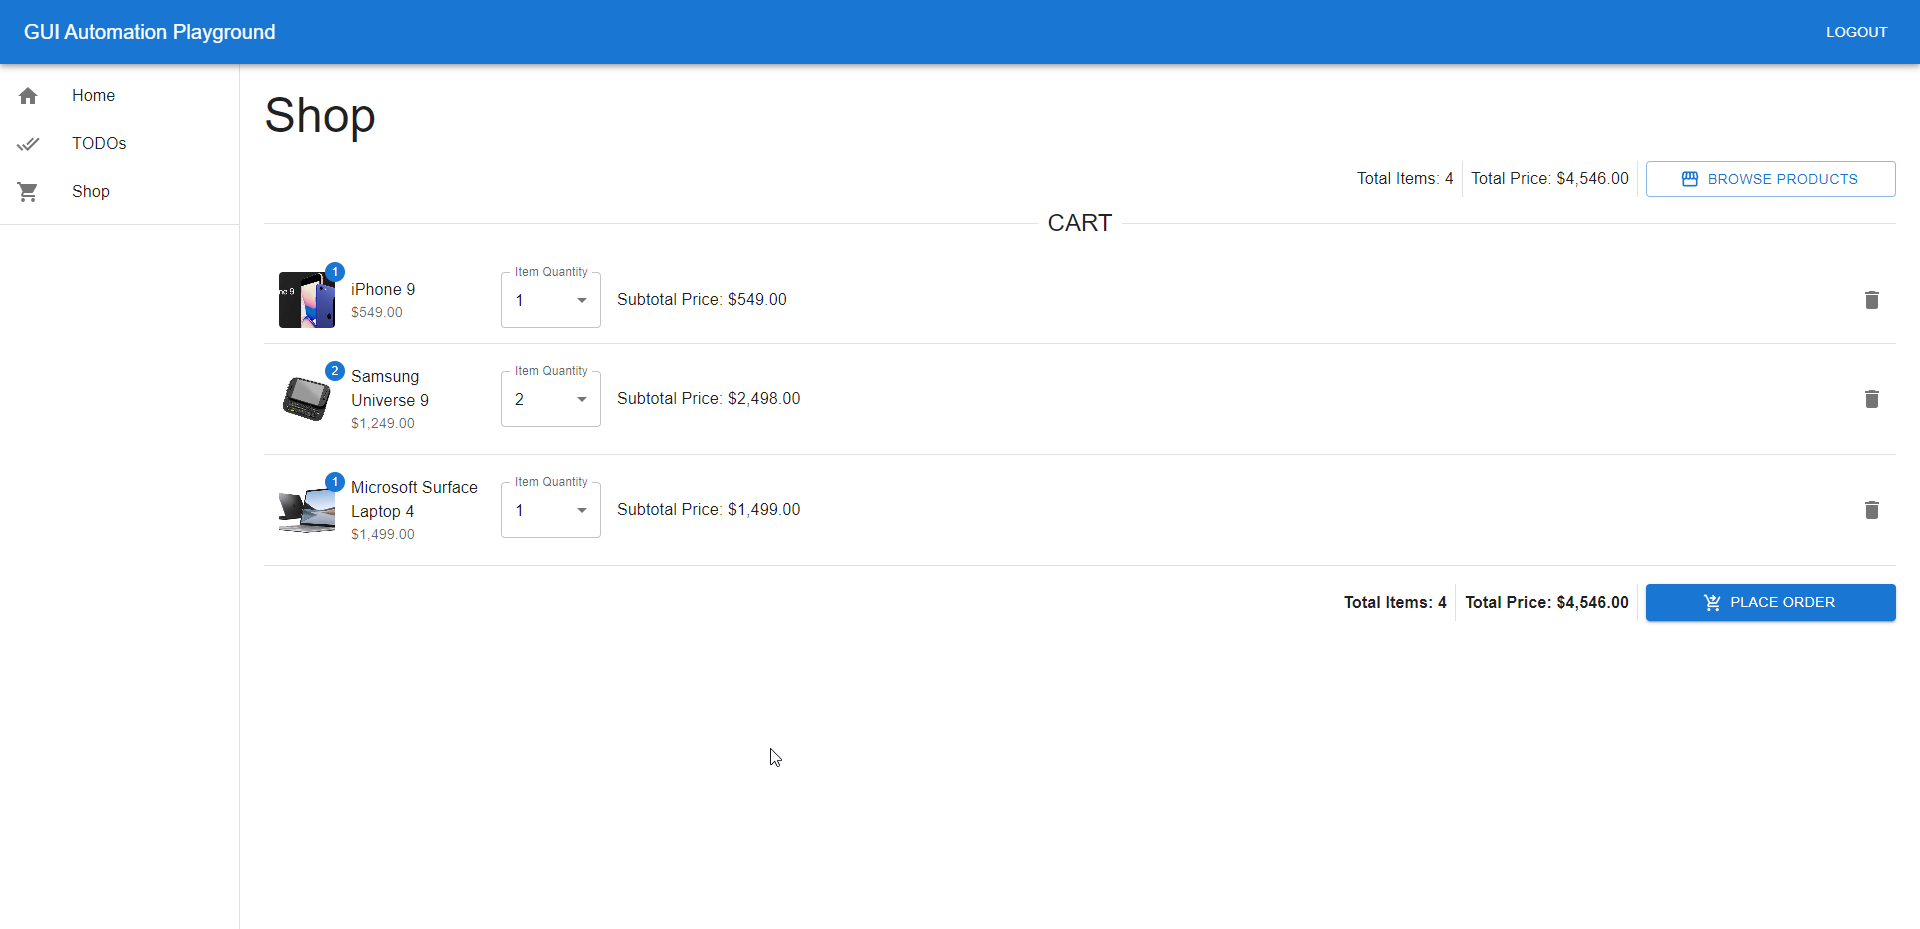 GUI Automation Playground
LOGOUT
Home
TODOs
Shop
Shop
Total Items: 4
Total Price: $4,546.00
BROWSE PRODUCTS
CART
ne 9
1
iPhone 9
$549.00
Item Quantity
1
Subtotal Price: $549.00
2
Samsung
Universe 9
$1,249.00
Item Quantity
2
Subtotal Price: $2,498.00
1
Microsoft Surface
Laptop 4
$1,499.00
Item Quantity
1
Subtotal Price: $1,499.00
Total Items: 4
Total Price: $4,546.00
PLACE ORDER